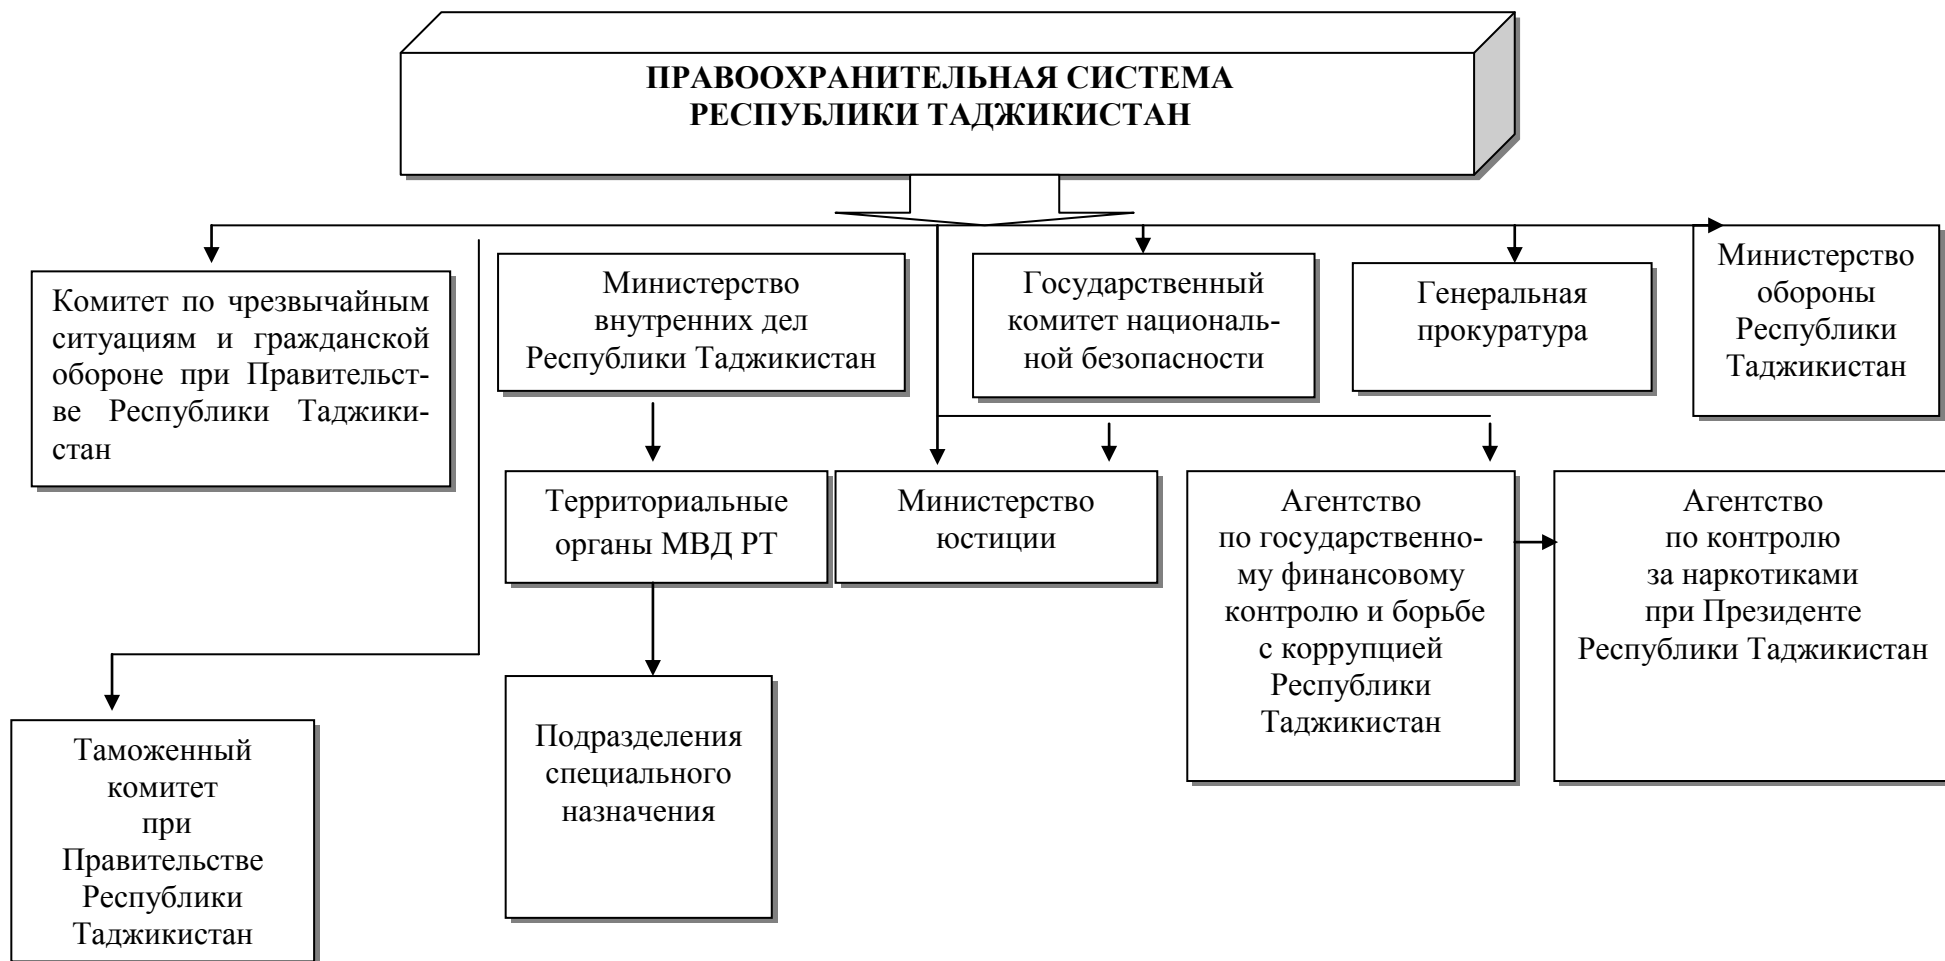 ПРАВООХРАНИТЕЛЬНАЯ СИСТЕМА
РЕСПУБЛИКИ ТАДЖИКИСТАН
Комитет по чрезвычайным
ситуациям и гражданской
обороне при Правительст-
ве Республики Таджики-
стан
Министерство
внутренних дел
Республики Таджикистан
Государственный
комитет националь-
ной безопасности
Генеральная
прокуратура
Министерство
обороны
Республики
Таджикистан
Территориальные
органы МВД РТ
Министерство
юстиции
Агентство
по государственно-
му финансовому
контролю и борьбе
с коррупцией
Республики
Таджикистан
Агентство
по контролю
за наркотиками
при Президенте
Республики Таджикистан
Таможенный
комитет
при
Правительстве
Республики
Таджикистан
Подразделения
специального
назначения